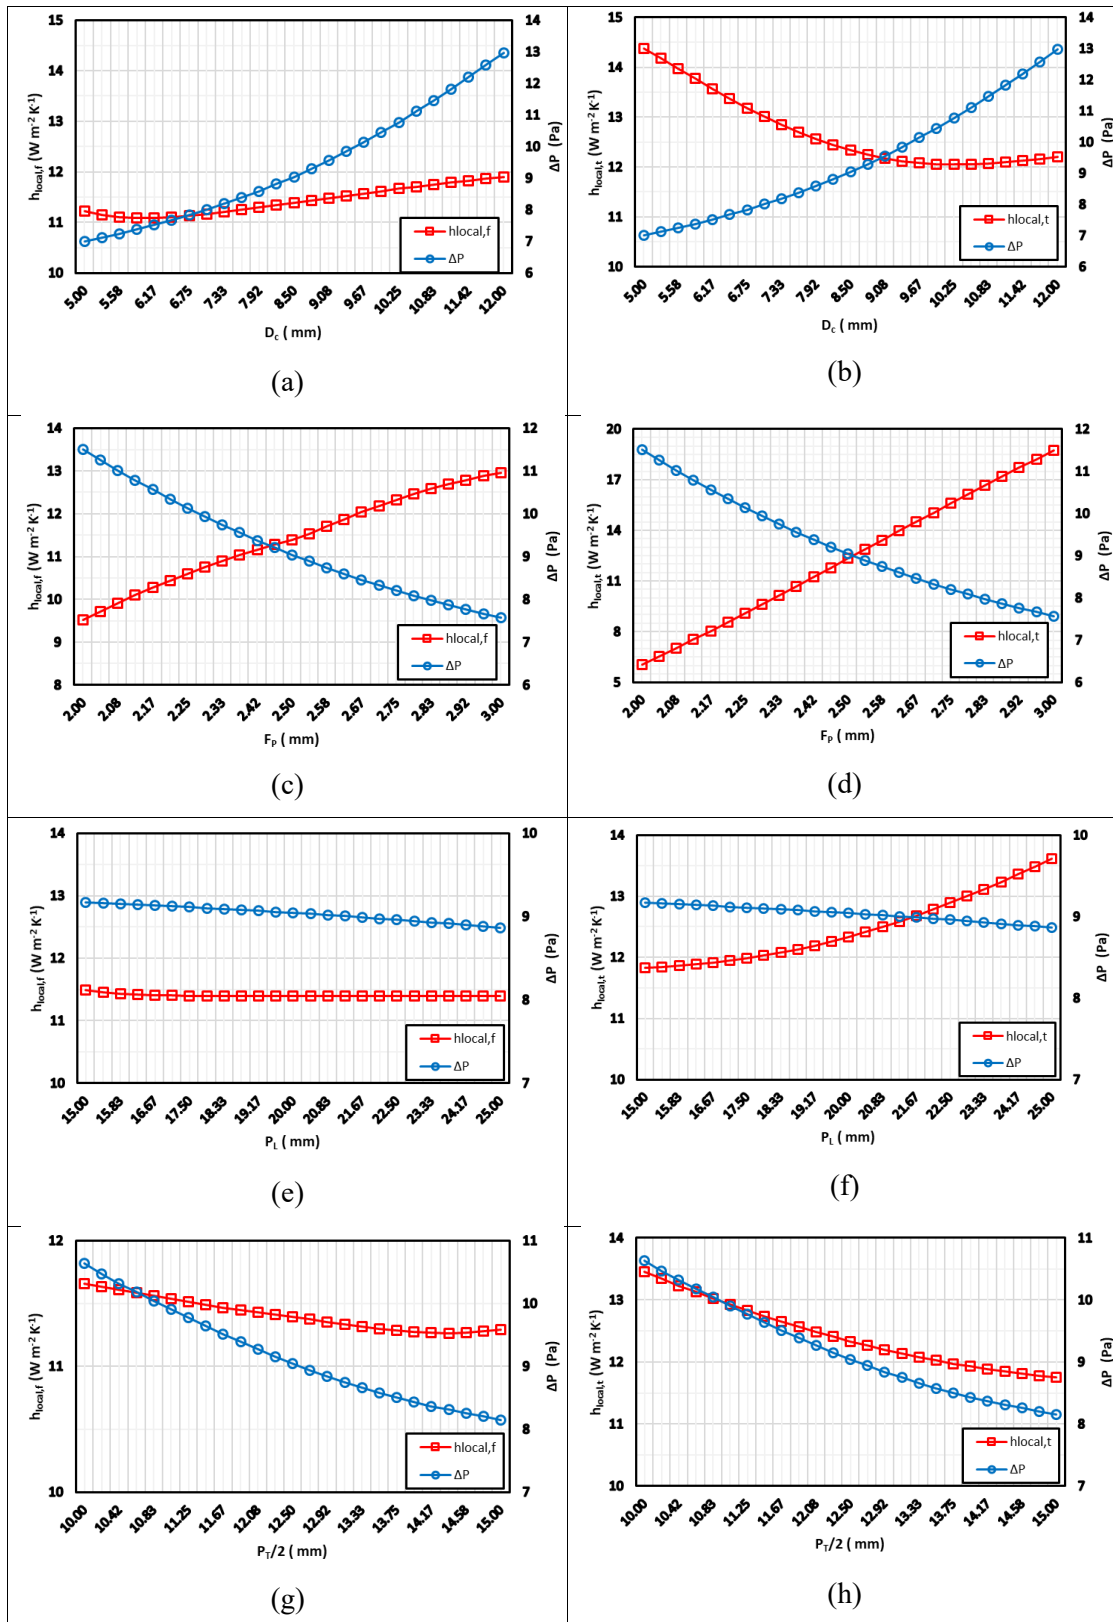 15
14
13
12
11
10
14
13
12
11
10
9
8
7
6
h_local,f (W m⁻² K⁻¹)
ΔP (Pa)
hlocal,f
ΔP
5.00 5.58 6.17 6.75 7.33 7.92 8.50 9.08 9.67 10.25 10.83 11.42 12.00
D_c ( mm)
(a)
15
14
13
12
11
10
14
13
12
11
10
9
8
7
6
h_local,t (W m⁻² K⁻¹)
ΔP (Pa)
hlocal,t
ΔP
5.00 5.58 6.17 6.75 7.33 7.92 8.50 9.08 9.67 10.25 10.83 11.42 12.00
D_c ( mm)
(b)
14
13
12
11
10
9
8
12
11
10
9
8
7
6
h_local,f (W m⁻² K⁻¹)
ΔP (Pa)
hlocal,f
ΔP
2.00 2.08 2.17 2.25 2.33 2.42 2.50 2.58 2.67 2.75 2.83 2.92 3.00
F_P ( mm)
(c)
20
17
14
11
8
5
12
11
10
9
8
7
6
h_local,t (W m⁻² K⁻¹)
ΔP (Pa)
hlocal,t
ΔP
2.00 2.08 2.17 2.25 2.33 2.42 2.50 2.58 2.67 2.75 2.83 2.92 3.00
F_P ( mm)
(d)
14
13
12
11
10
10
9
8
7
h_local,f (W m⁻² K⁻¹)
ΔP (Pa)
hlocal,f
ΔP
15.00 15.83 16.67 17.50 18.33 19.17 20.00 20.83 21.67 22.50 23.33 24.17 25.00
P_L ( mm)
(e)
14
13
12
11
10
10
9
8
7
h_local,t (W m⁻² K⁻¹)
ΔP (Pa)
hlocal,t
ΔP
15.00 15.83 16.67 17.50 18.33 19.17 20.00 20.83 21.67 22.50 23.33 24.17 25.00
P_L ( mm)
(f)
12
11
10
11
10
9
8
7
h_local,f (W m⁻² K⁻¹)
ΔP (Pa)
hlocal,f
ΔP
10.00 10.42 10.83 11.25 11.67 12.08 12.50 12.92 13.33 13.75 14.17 14.58 15.00
P_T/2 ( mm)
(g)
14
13
12
11
10
11
10
9
8
7
h_local,t (W m⁻² K⁻¹)
ΔP (Pa)
hlocal,t
ΔP
10.00 10.42 10.83 11.25 11.67 12.08 12.50 12.92 13.33 13.75 14.17 14.58 15.00
P_T/2 ( mm)
(h)